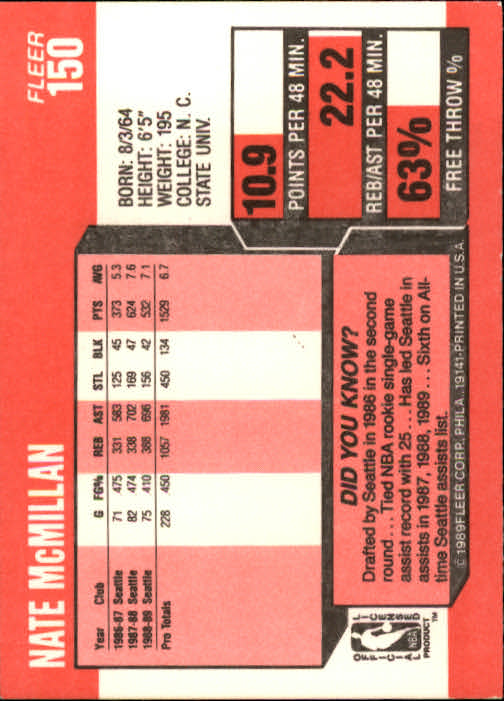 FLEER
150
NATE McMILLAN
BORN: 8/3/64
HEIGHT: 6'5"
WEIGHT: 195
COLLEGE: N. C.
STATE UNIV.
10.9
POINTS PER 48 MIN.
22.2
REB/AST PER 48 MIN.
63%
FREE THROW %
Year Club G FG% REB AST STL BLK PTS AVG
1986-87 Seattle 71 .475 331 583 125 45 373 5.3
1987-88 Seattle 82 .474 338 702 169 47 624 7.6
1988-89 Seattle 75 .410 388 696 156 42 532 7.1
Pro Totals 228 .450 1057 1981 450 134 1529 6.7
DID YOU KNOW?
Drafted by Seattle in 1986 in the second
round . . . Tied NBA rookie single-game
assist record with 25 . . . Has led Seattle in
assists in 1987, 1988, 1989 . . . Sixth on All-
time Seattle assists list.
OFFICIAL
LICENSED
NBA
PRODUCT™
© 1989 FLEER CORP., PHILA. 19141-PRINTED IN U.S.A.